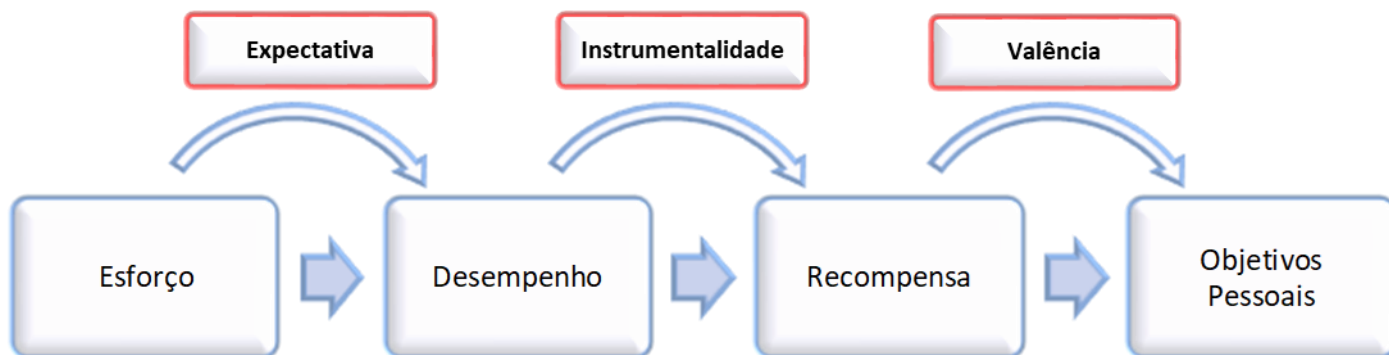 Expectativa
Instrumentalidade
Valência
Esforço
Desempenho
Recompensa
Objetivos
Pessoais